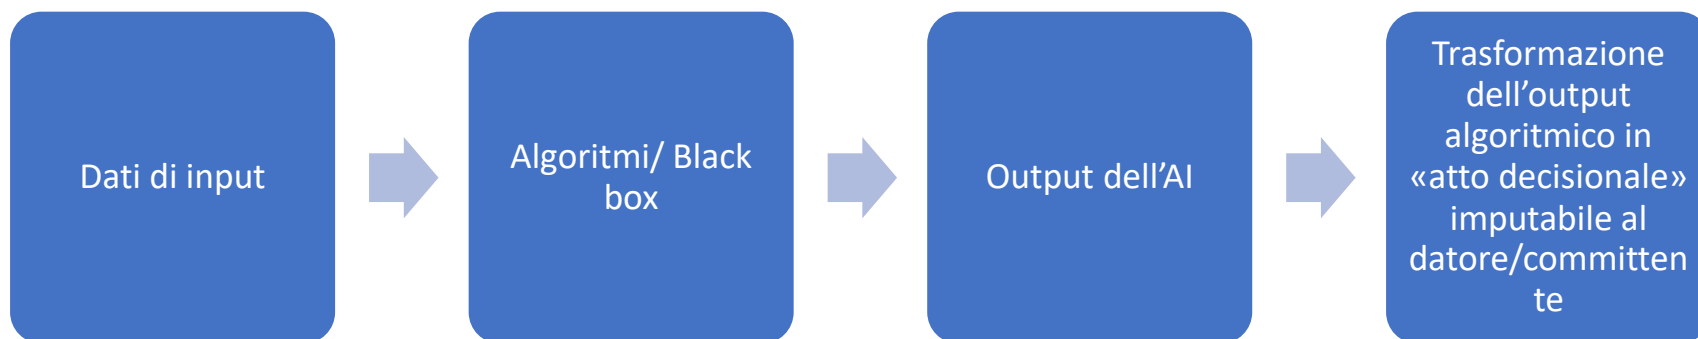 Dati di input
Algoritmi/ Black
box
Output dell’AI
Trasformazione
dell’output
algoritmico in
«atto decisionale»
imputabile al
datore/committen
te